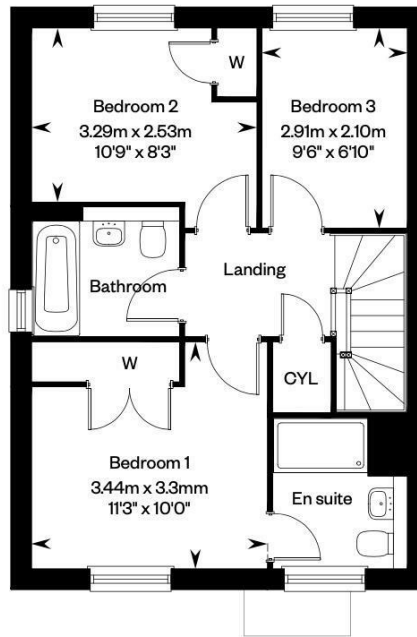 W
Bedroom 2
3.29m x 2.53m
10'9" x 8'3"
Bedroom 3
2.91m x 2.10m
9'6" x 6'10"
Bathroom
Landing
W
CYL
Bedroom 1
3.44m x 3.3mm
11'3" x 10'0"
En suite